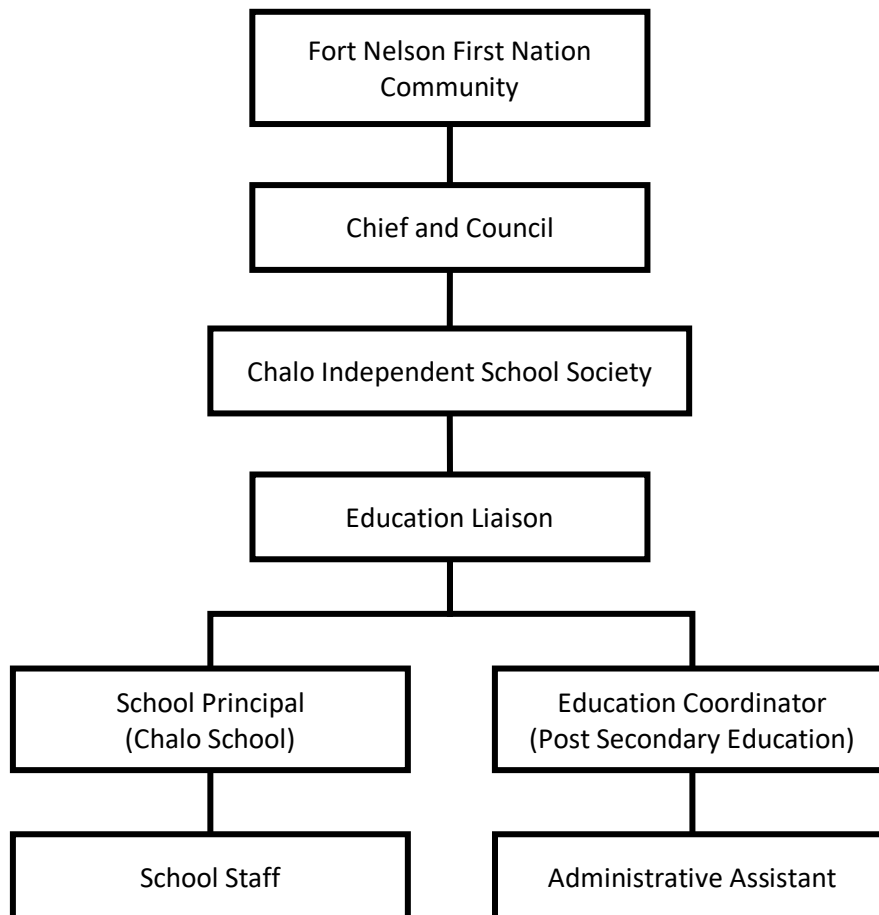 Fort Nelson First Nation
Community
Chief and Council
Chalo Independent School Society
Education Liaison
School Principal
(Chalo School)
Education Coordinator
(Post Secondary Education)
School Staff
Administrative Assistant